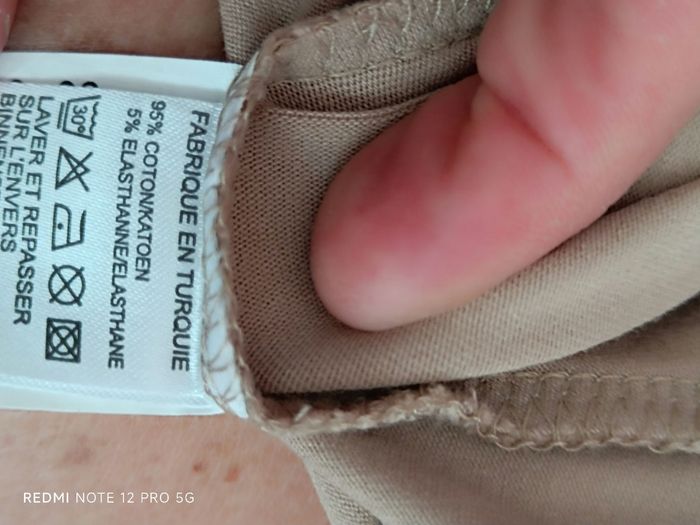 FABRIQUE EN TURQUIE
95% COTON/KATOEN
5% ELASTHANNE/ELASTHANE
30°
LAVER ET REPASSER
SUR L'ENVERS
REDMI NOTE 12 PRO 5G